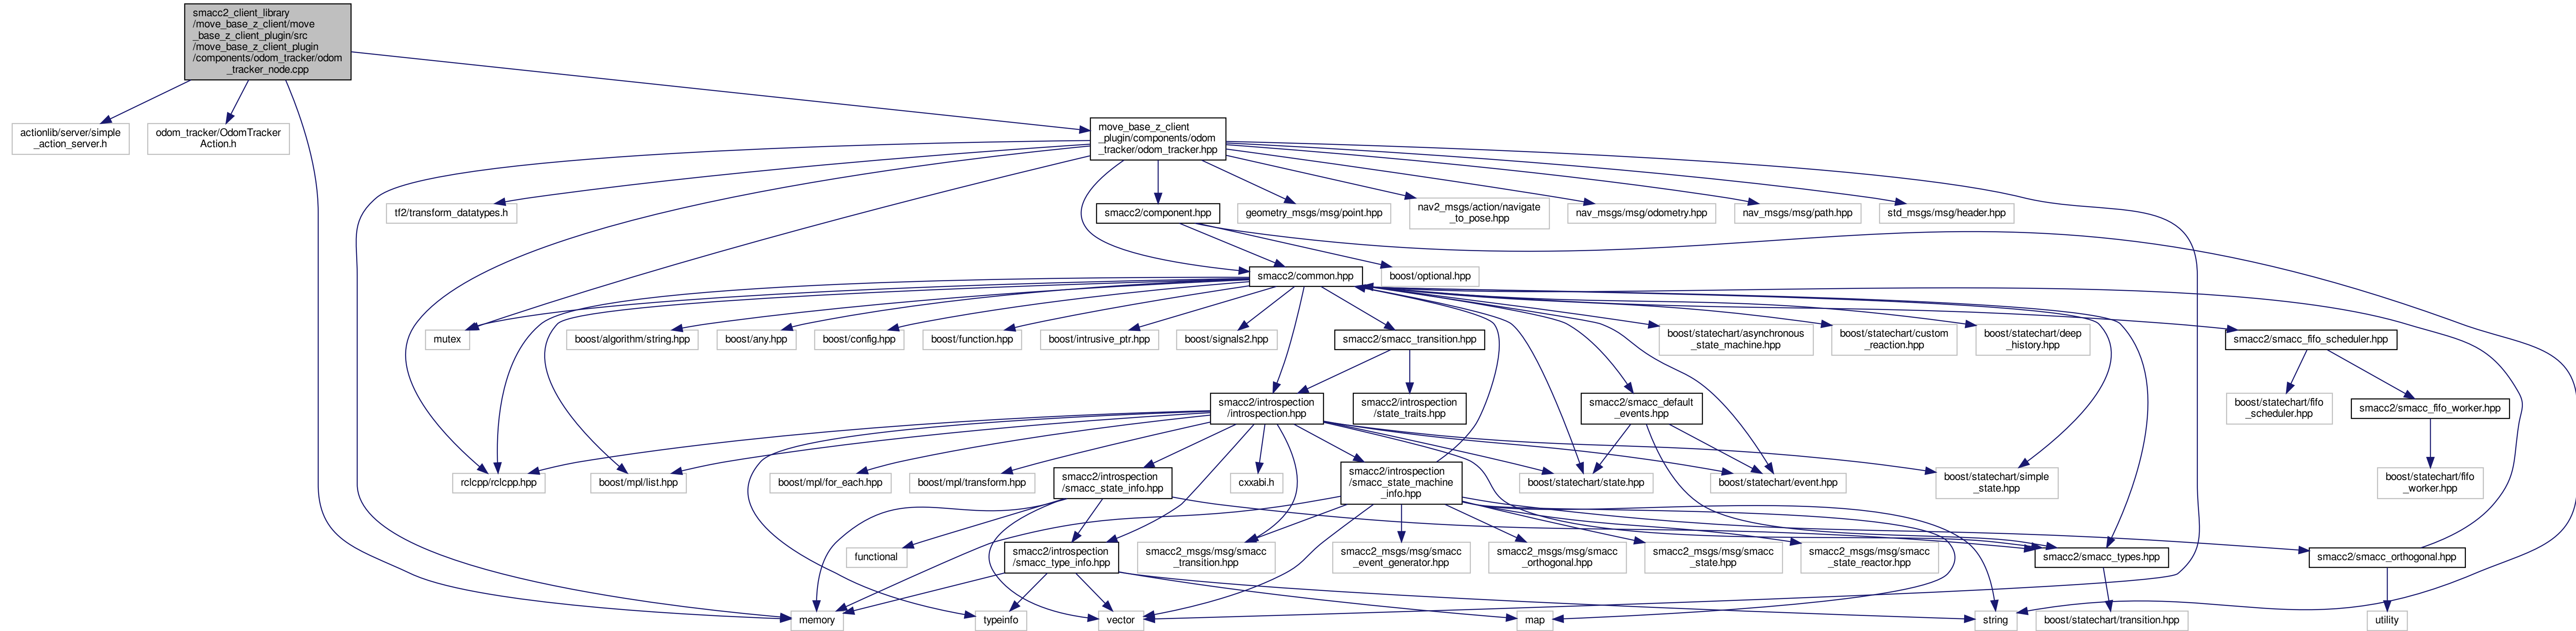 smacc2_client_library
/move_base_z_client/move
_base_z_client_plugin/src
/move_base_z_client_plugin
/components/odom_tracker/odom
_tracker_node.cpp
actionlib/server/simple
_action_server.h
odom_tracker/OdomTracker
Action.h
move_base_z_client
_plugin/components/odom
_tracker/odom_tracker.hpp
tf2/transform_datatypes.h
smacc2/component.hpp
geometry_msgs/msg/point.hpp
nav2_msgs/action/navigate
_to_pose.hpp
nav_msgs/msg/odometry.hpp
nav_msgs/msg/path.hpp
std_msgs/msg/header.hpp
smacc2/common.hpp
boost/optional.hpp
mutex
boost/algorithm/string.hpp
boost/any.hpp
boost/config.hpp
boost/function.hpp
boost/intrusive_ptr.hpp
boost/signals2.hpp
smacc2/smacc_transition.hpp
boost/statechart/asynchronous
_state_machine.hpp
boost/statechart/custom
_reaction.hpp
boost/statechart/deep
_history.hpp
smacc2/smacc_fifo_scheduler.hpp
smacc2/introspection
/introspection.hpp
smacc2/introspection
/state_traits.hpp
smacc2/smacc_default
_events.hpp
boost/statechart/fifo
_scheduler.hpp
smacc2/smacc_fifo_worker.hpp
rclcpp/rclcpp.hpp
boost/mpl/list.hpp
boost/mpl/for_each.hpp
boost/mpl/transform.hpp
smacc2/introspection
/smacc_state_info.hpp
cxxabi.h
smacc2/introspection
/smacc_state_machine
_info.hpp
boost/statechart/state.hpp
boost/statechart/event.hpp
boost/statechart/simple
_state.hpp
boost/statechart/fifo
_worker.hpp
functional
smacc2/introspection
/smacc_type_info.hpp
smacc2_msgs/msg/smacc
_transition.hpp
smacc2_msgs/msg/smacc
_event_generator.hpp
smacc2_msgs/msg/smacc
_orthogonal.hpp
smacc2_msgs/msg/smacc
_state.hpp
smacc2_msgs/msg/smacc
_state_reactor.hpp
smacc2/smacc_types.hpp
smacc2/smacc_orthogonal.hpp
memory
typeinfo
vector
map
string
boost/statechart/transition.hpp
utility